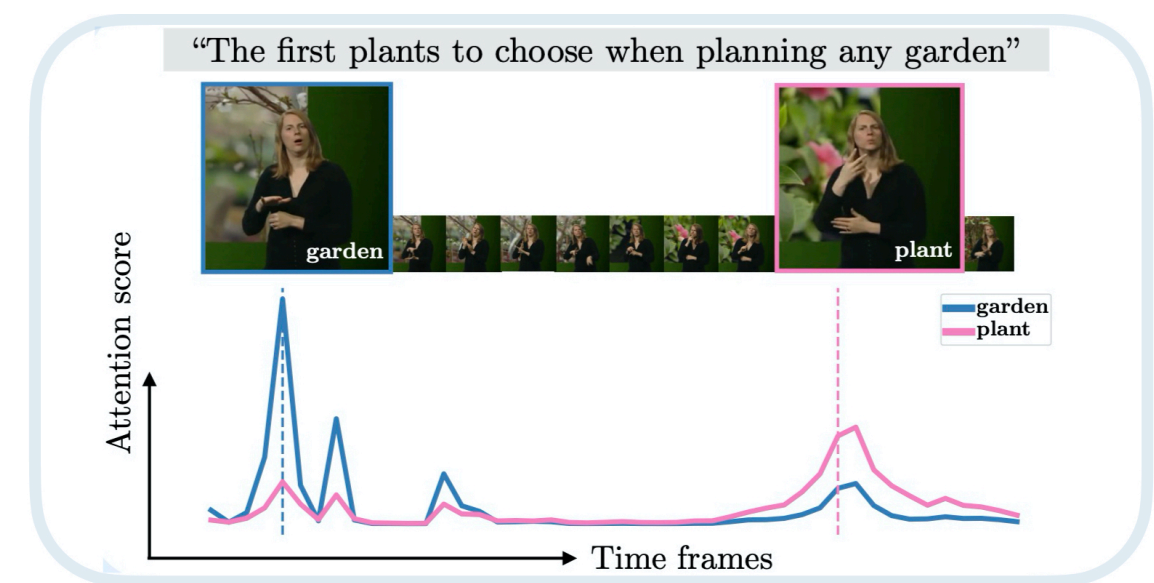 “The first plants to choose when planning any garden”
garden
plant
Attention score
garden
plant
Time frames